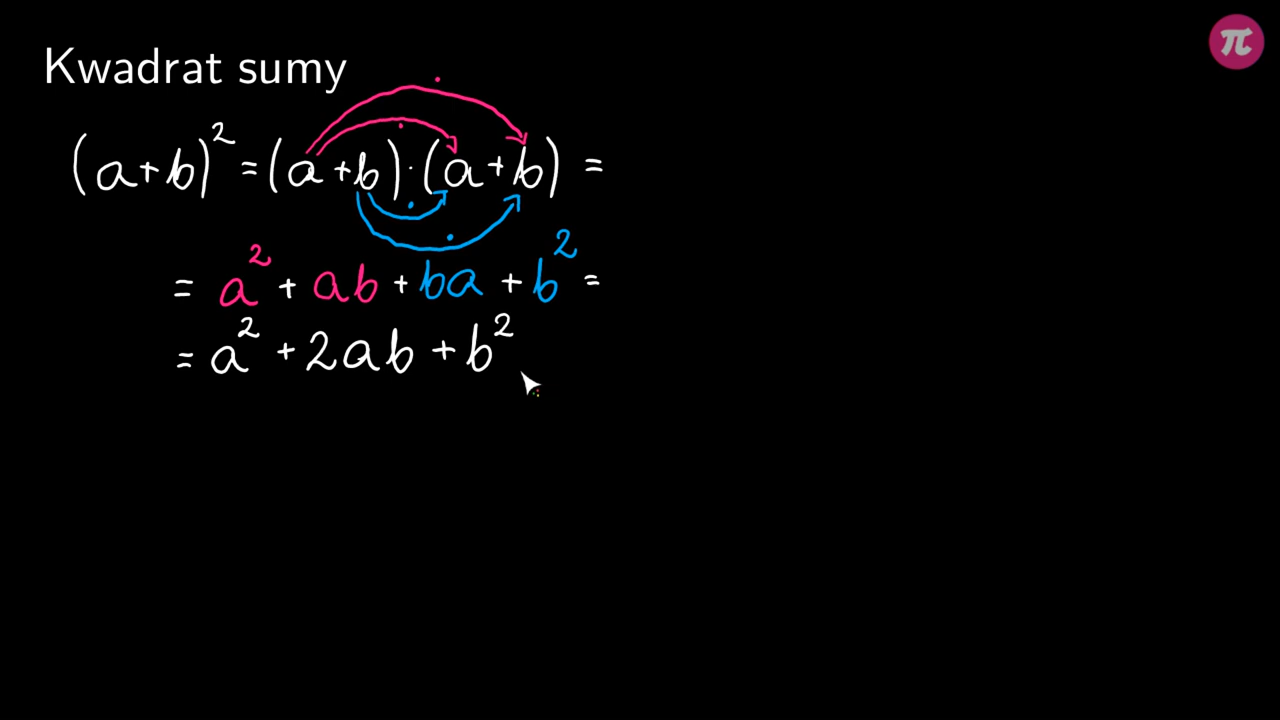 Kwadrat sumy
(a+b)² = (a+b)·(a+b) =
= a² + ab + ba + b² =
= a² + 2ab + b²
π